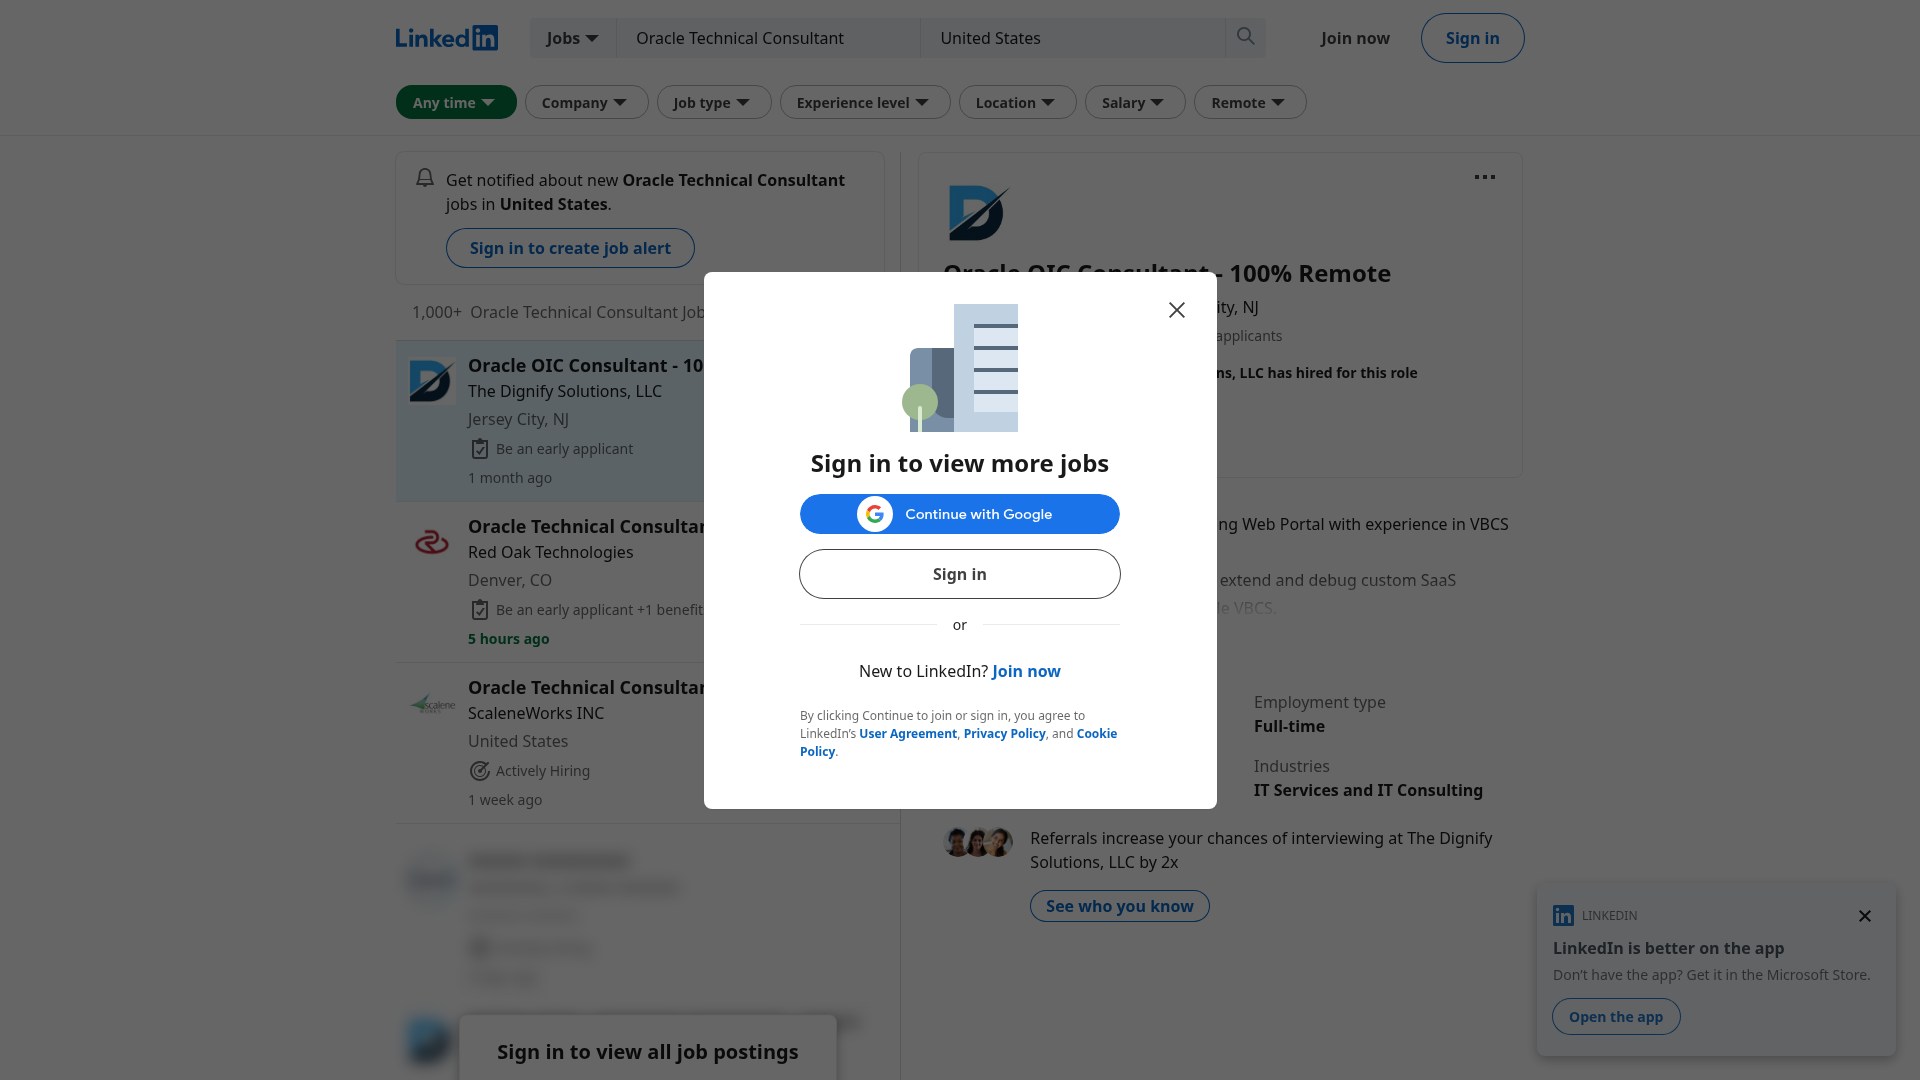 LinkedIn
Jobs
Oracle Technical Consultant
United States
Join now
Sign in
Any time
Company
Job type
Experience level
Location
Salary
Remote
Get notified about new Oracle Technical Consultant
jobs in United States.
Sign in to create job alert
1,000+ Oracle Technical Consultant Job
Oracle OIC Consultant - 10
The Dignify Solutions, LLC
Jersey City, NJ
Be an early applicant
1 month ago
Oracle Technical Consultan
Red Oak Technologies
Denver, CO
Be an early applicant +1 benefit
5 hours ago
Oracle Technical Consultan
scalene
ScaleneWorks INC
United States
Actively Hiring
1 week ago
Sign in to view all job postings
Oracle OIC Consultant - 100% Remote
ity, NJ
applicants
ns, LLC has hired for this role
ng Web Portal with experience in VBCS
extend and debug custom SaaS
le VBCS.
Employment type
Full-time
Industries
IT Services and IT Consulting
Referrals increase your chances of interviewing at The Dignify
Solutions, LLC by 2x
See who you know
Sign in to view more jobs
Continue with Google
Sign in
or
New to LinkedIn? Join now
By clicking Continue to join or sign in, you agree to
LinkedIn’s User Agreement, Privacy Policy, and Cookie
Policy.
LINKEDIN
LinkedIn is better on the app
Don’t have the app? Get it in the Microsoft Store.
Open the app